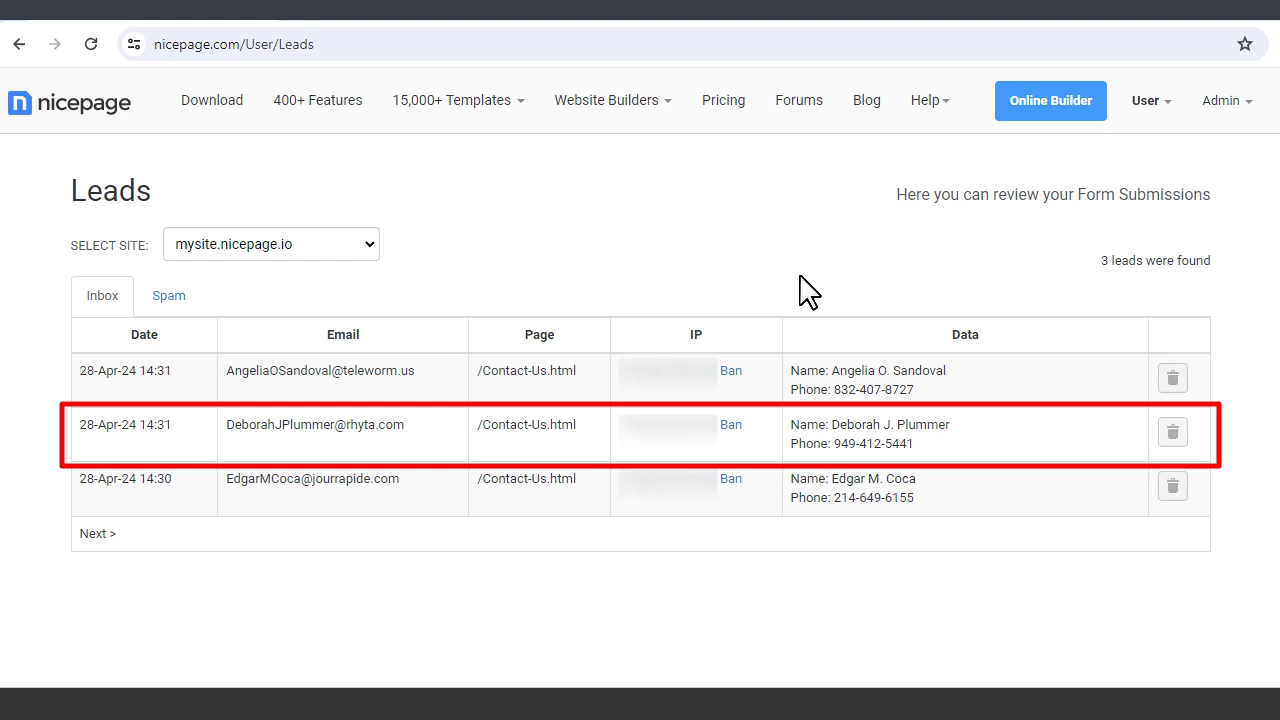 nicepage.com/User/Leads
nicepage Download 400+ Features 15,000+ Templates Website Builders Pricing Forums Blog Help Online Builder User Admin
Leads
Here you can review your Form Submissions
SELECT SITE: mysite.nicepage.io
3 leads were found
Inbox Spam
Date Email Page IP Data
28-Apr-24 14:31 AngeliaOSandoval@teleworm.us /Contact-Us.html Ban Name: Angelia O. Sandoval
Phone: 832-407-8727
28-Apr-24 14:31 DeborahJPlummer@rhyta.com /Contact-Us.html Ban Name: Deborah J. Plummer
Phone: 949-412-5441
28-Apr-24 14:30 EdgarMCoca@jourrapide.com /Contact-Us.html Ban Name: Edgar M. Coca
Phone: 214-649-6155
Next >